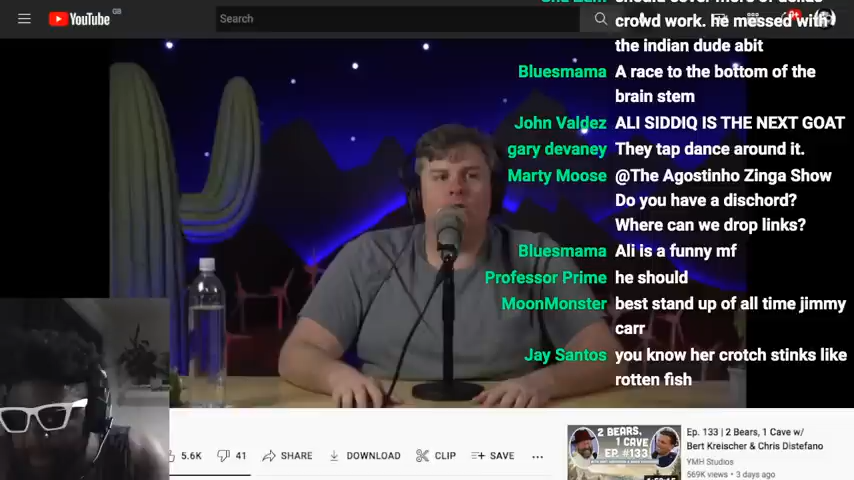 YouTube GB
Search
9+
crowd work. he messed with
the indian dude abit
Bluesmama A race to the bottom of the
brain stem
John Valdez ALI SIDDIQ IS THE NEXT GOAT
gary devaney They tap dance around it.
Marty Moose @The Agostinho Zinga Show
Do you have a dischord?
Where can we drop links?
Bluesmama Ali is a funny mf
Professor Prime he should
MoonMonster best stand up of all time jimmy
carr
Jay Santos you know her crotch stinks like
rotten fish
5.6K 41 SHARE DOWNLOAD CLIP SAVE
2 BEARS,
1 CAVE
EP. #133
Ep. 133 | 2 Bears, 1 Cave w/
Bert Kreischer & Chris Distefano
YMH Studios
569K views • 3 days ago